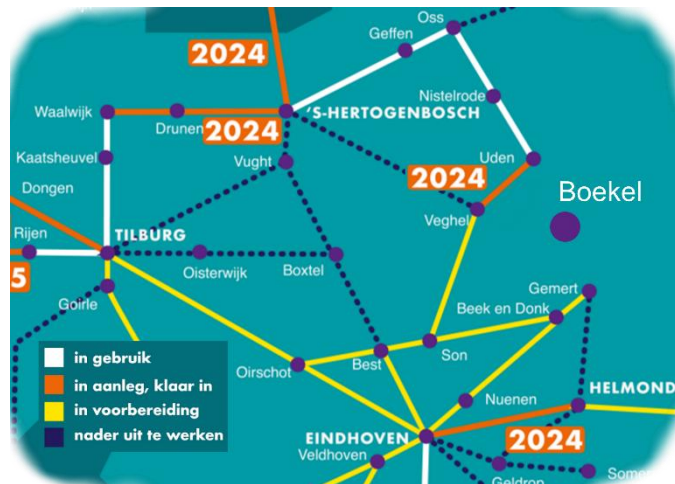 Oss
Geffen
2024
Nistelrode
Waalwijk
Drunen
'S-HERTOGENBOSCH
2024
Kaatsheuvel
Vught
Uden
2024
Boekel
Dongen
Veghel
Rijen
TILBURG
5
Oisterwijk
Boxtel
Gemert
Goirle
Beek en Donk
in gebruik
in aanleg, klaar in
in voorbereiding
nader uit te werken
Oirschot
Best
Son
HELMOND
Nuenen
EINDHOVEN
2024
Veldhoven
Geldrop